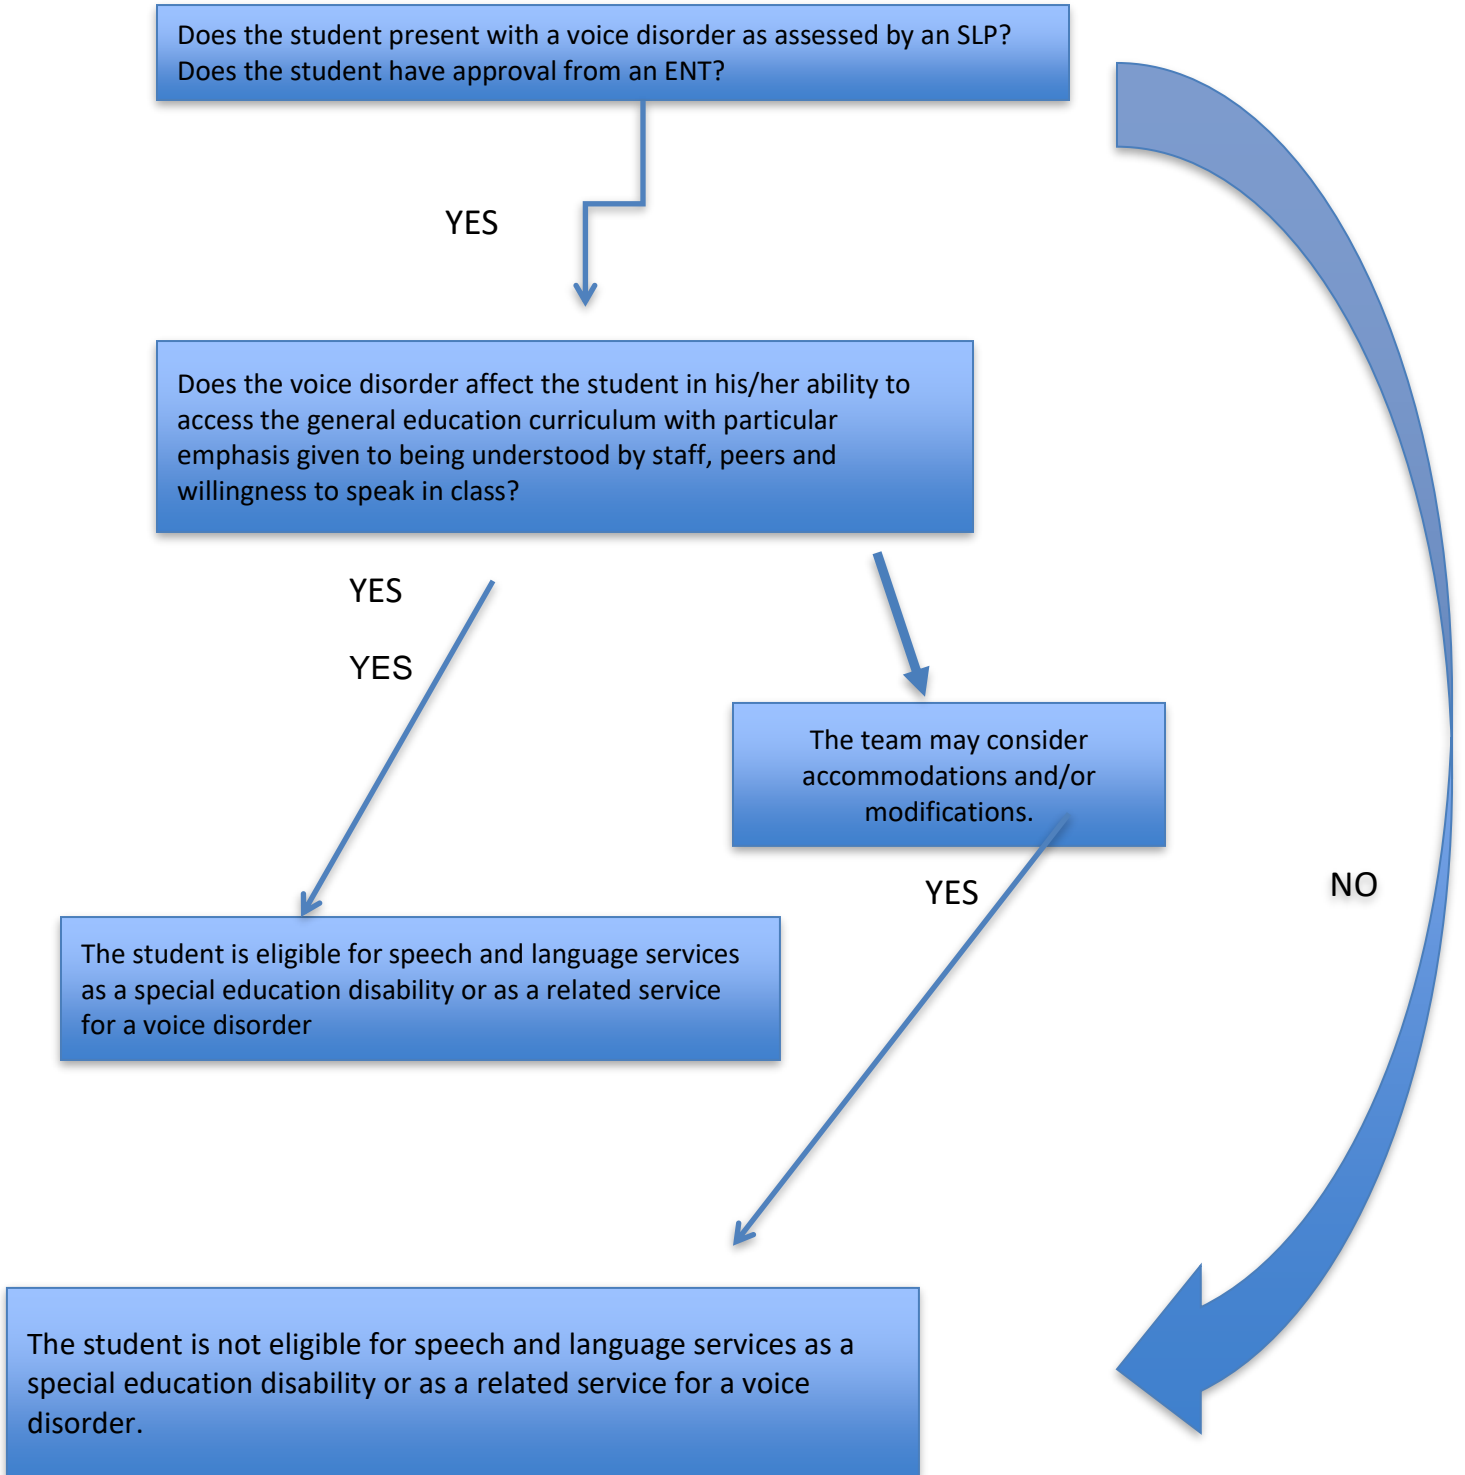 Does the student present with a voice disorder as assessed by an SLP?
Does the student have approval from an ENT?
YES
Does the voice disorder affect the student in his/her ability to
access the general education curriculum with particular
emphasis given to being understood by staff, peers and
willingness to speak in class?
YES
YES
The team may consider
accommodations and/or
modifications.
YES
NO
The student is eligible for speech and language services
as a special education disability or as a related service
for a voice disorder
The student is not eligible for speech and language services as a
special education disability or as a related service for a voice
disorder.